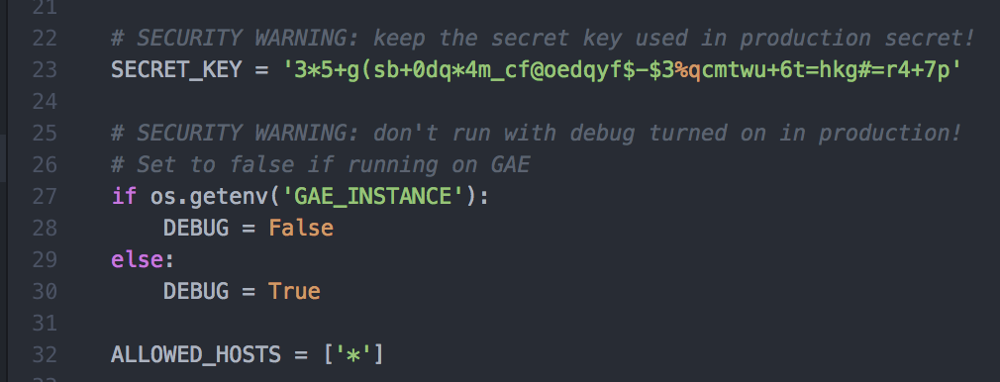 21
22 # SECURITY WARNING: keep the secret key used in production secret!
23 SECRET_KEY = '3*5+g(sb+0dq*4m_cf@oedqyf$-$3%qcmtwu+6t=hkg#=r4+7p'
24
25 # SECURITY WARNING: don't run with debug turned on in production!
26 # Set to false if running on GAE
27 if os.getenv('GAE_INSTANCE'):
28 DEBUG = False
29 else:
30 DEBUG = True
31
32 ALLOWED_HOSTS = ['*']